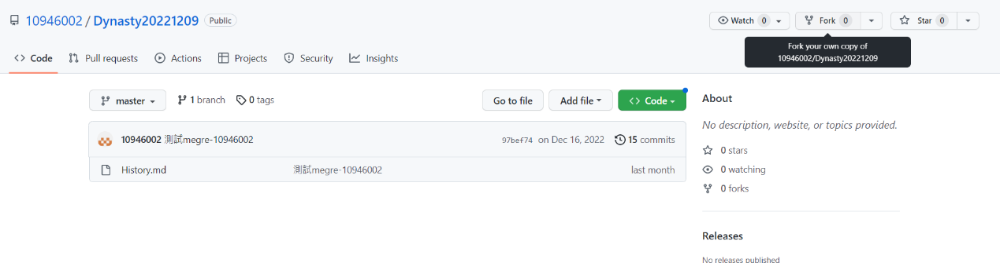 10946002 / Dynasty20221209 Public Watch 0 Fork 0 Star 0
Fork your own copy of
10946002/Dynasty20221209
Code Pull requests Actions Projects Security Insights
master 1 branch 0 tags Go to file Add file Code
10946002 測試megre-10946002 97bef74 on Dec 16, 2022 15 commits
History.md 測試megre-10946002 last month
About
No description, website, or topics provided.
0 stars
0 watching
0 forks
Releases
No releases published